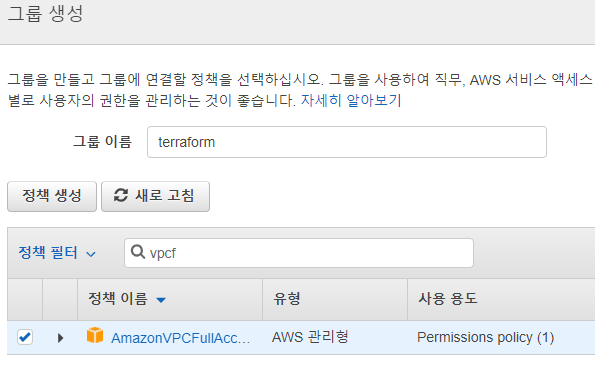 그룹 생성
그룹을 만들고 그룹에 연결할 정책을 선택하십시오. 그룹을 사용하여 직무, AWS 서비스 액세스
별로 사용자의 권한을 관리하는 것이 좋습니다. 자세히 알아보기
그룹 이름 terraform
정책 생성 새로 고침
정책 필터 vpcf
정책 이름 유형 사용 용도
AmazonVPCFullAcc... AWS 관리형 Permissions policy (1)